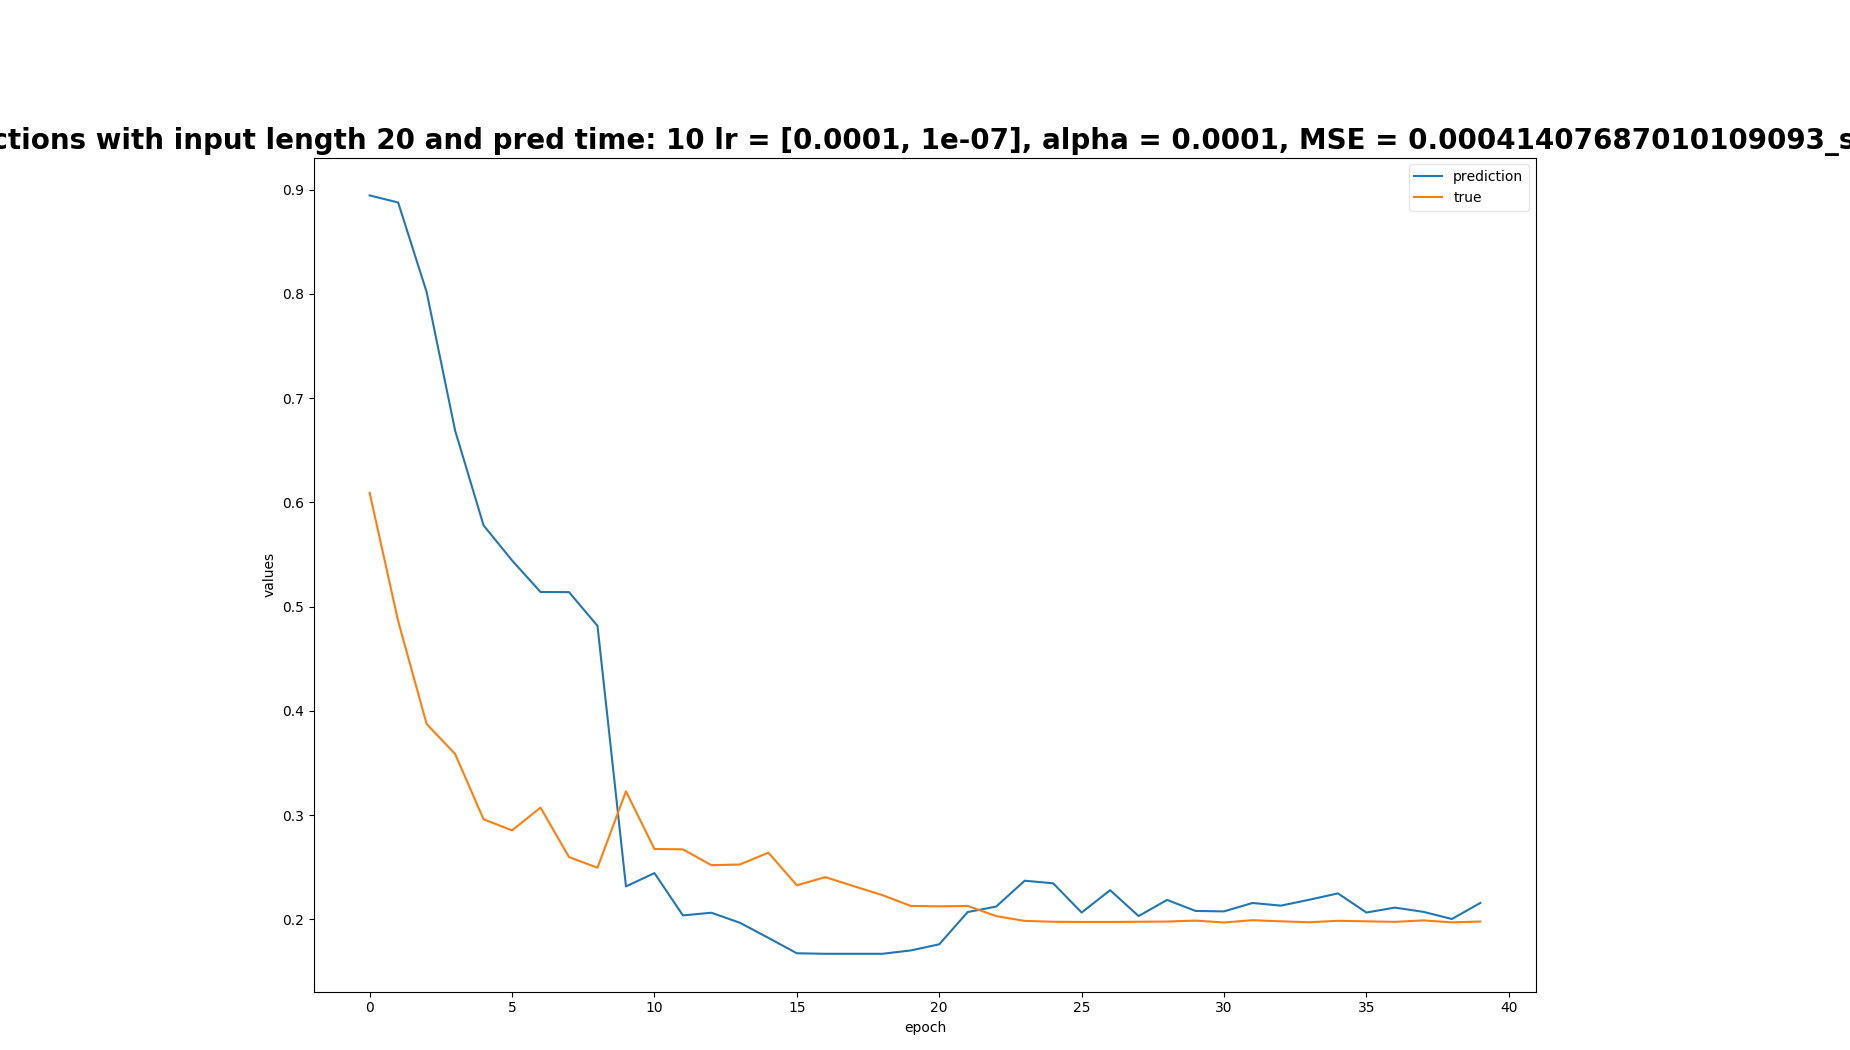 ctions with input length 20 and pred time: 10 lr = [0.0001, 1e-07], alpha = 0.0001, MSE = 0.00041407687010109093_s
prediction
true
0.9
0.8
0.7
0.6
0.5
0.4
0.3
0.2
values
0 5 10 15 20 25 30 35 40
epoch